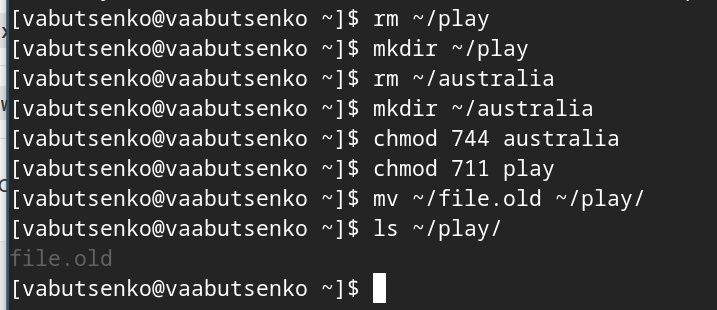 [vabutsenko@vaabutsenko ~]$ rm ~/play
[vabutsenko@vaabutsenko ~]$ mkdir ~/play
[vabutsenko@vaabutsenko ~]$ rm ~/australia
[vabutsenko@vaabutsenko ~]$ mkdir ~/australia
[vabutsenko@vaabutsenko ~]$ chmod 744 australia
[vabutsenko@vaabutsenko ~]$ chmod 711 play
[vabutsenko@vaabutsenko ~]$ mv ~/file.old ~/play/
[vabutsenko@vaabutsenko ~]$ ls ~/play/
file.old
[vabutsenko@vaabutsenko ~]$